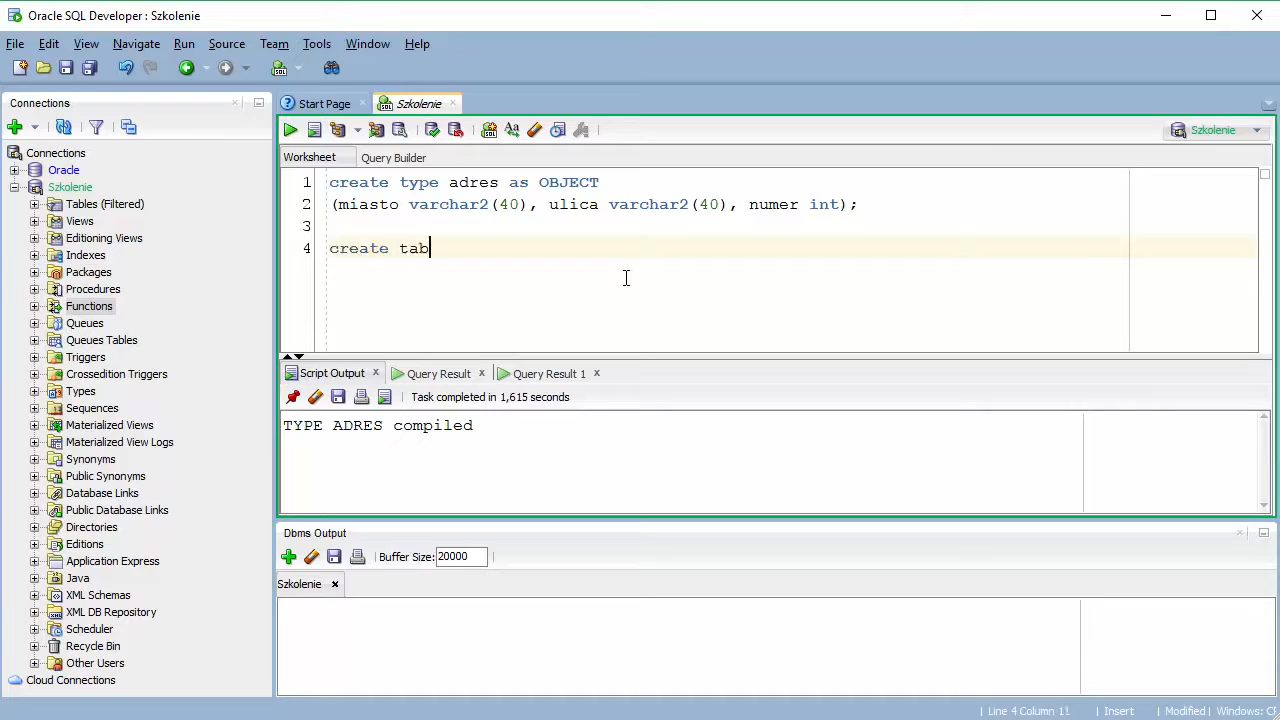 Oracle SQL Developer : Szkolenie
File Edit View Navigate Run Source Team Tools Window Help
Connections
Start Page
Szkolenie
Szkolenie
Worksheet Query Builder
Connections
Oracle
Szkolenie
Tables (Filtered)
Views
Editioning Views
Indexes
Packages
Procedures
Functions
Queues
Queues Tables
Triggers
Crossedition Triggers
Types
Sequences
Materialized Views
Materialized View Logs
Synonyms
Public Synonyms
Database Links
Public Database Links
Directories
Editions
Application Express
Java
XML Schemas
XML DB Repository
Scheduler
Recycle Bin
Other Users
Cloud Connections
1 create type adres as OBJECT
2 (miasto varchar2(40), ulica varchar2(40), numer int);
3
4 create tab
Script Output Query Result Query Result 1
Task completed in 1,615 seconds
TYPE ADRES compiled
Dbms Output
Buffer Size: 20000
Szkolenie
Line 4 Column 11 Insert Modified Windows: C